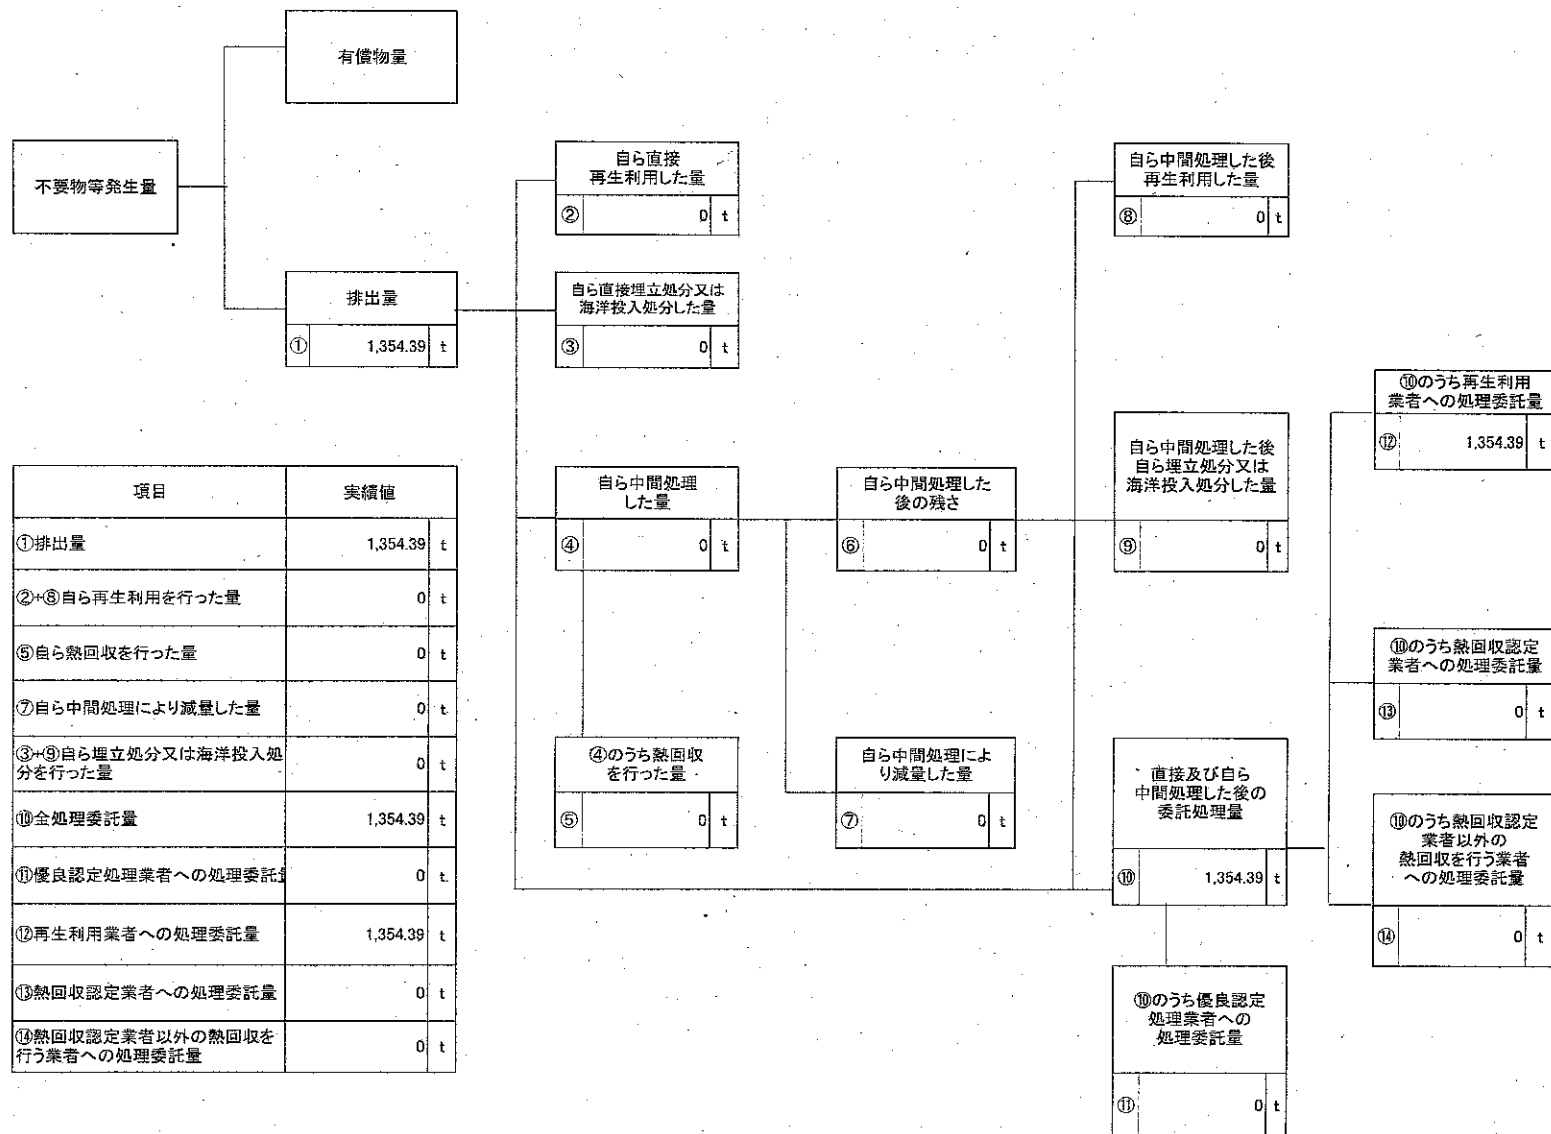 有償物量
不要物等発生量
自ら直接
再生利用した量
② 0 t
自ら中間処理した後
再生利用した量
⑧ 0 t
排出量
① 1,354.39 t
自ら直接埋立処分又は
海洋投入処分した量
③ 0 t
⑩のうち再生利用
業者への処理委託量
⑫ 1,354.39 t
自ら中間処理
した量
④ 0 t
自ら中間処理した
後の残さ
⑥ 0 t
自ら中間処理した後
自ら埋立処分又は
海洋投入処分した量
⑨ 0 t
⑩のうち熱回収認定
業者への処理委託量
⑬ 0 t
④のうち熱回収
を行った量
⑤ 0 t
自ら中間処理によ
り減量した量
⑦ 0 t
直接及び自ら
中間処理した後の
委託処理量
⑩ 1,354.39 t
⑩のうち熱回収認定
業者以外の
熱回収を行う業者
への処理委託量
⑭ 0 t
⑩のうち優良認定
処理業者への
処理委託量
⑪ 0 t
項目 実績値
①排出量 1,354.39 t
②+⑧自ら再生利用を行った量 0 t
⑤自ら熱回収を行った量 0 t
⑦自ら中間処理により減量した量 0 t
③+⑨自ら埋立処分又は海洋投入処
分を行った量 0 t
⑩全処理委託量 1,354.39 t
⑪優良認定処理業者への処理委託 0 t
⑫再生利用業者への処理委託量 1,354.39 t
⑬熱回収認定業者への処理委託量 0 t
⑭熱回収認定業者以外の熱回収を
行う業者への処理委託量 0 t